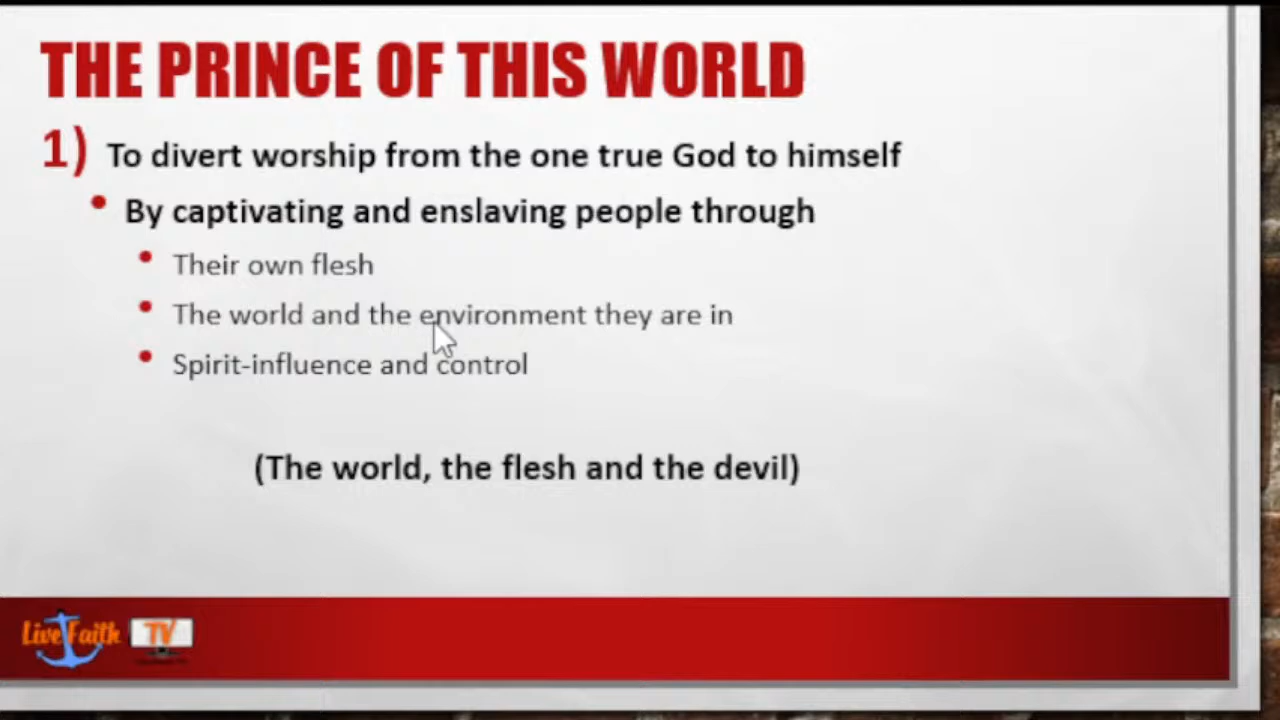 THE PRINCE OF THIS WORLD
1) To divert worship from the one true God to himself
• By captivating and enslaving people through
• Their own flesh
• The world and the environment they are in
• Spirit-influence and control
(The world, the flesh and the devil)
Live Faith TV